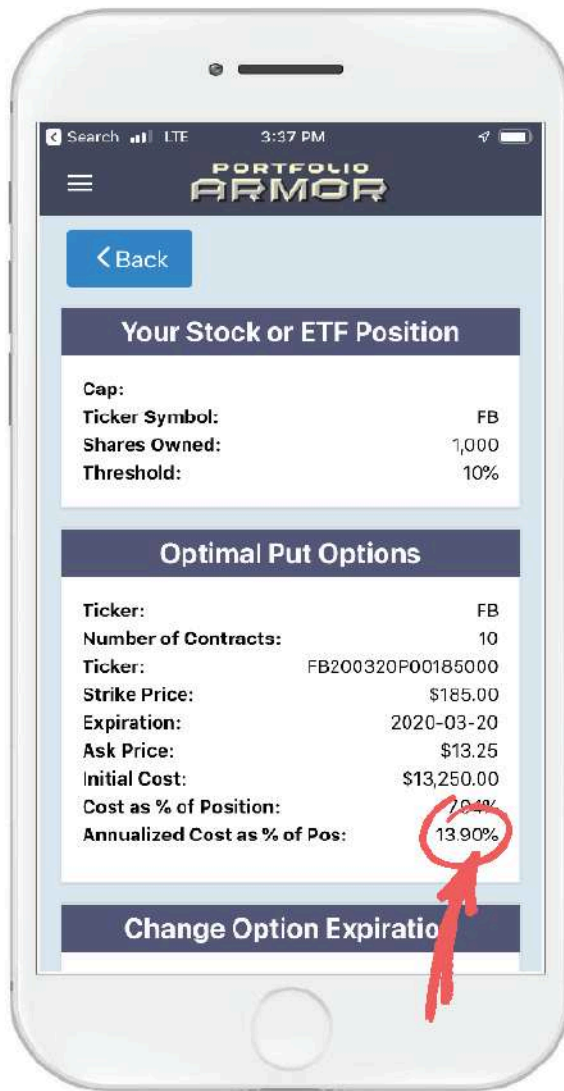 Search LTE 3:37 PM
PORTFOLIO
ARMOR
Back
Your Stock or ETF Position
Cap:
Ticker Symbol: FB
Shares Owned: 1,000
Threshold: 10%
Optimal Put Options
Ticker: FB
Number of Contracts: 10
Ticker: FB200320P00185000
Strike Price: $185.00
Expiration: 2020-03-20
Ask Price: $13.25
Initial Cost: $13,250.00
Cost as % of Position: 7.04%
Annualized Cost as % of Pos: 13.90%
Change Option Expiratio